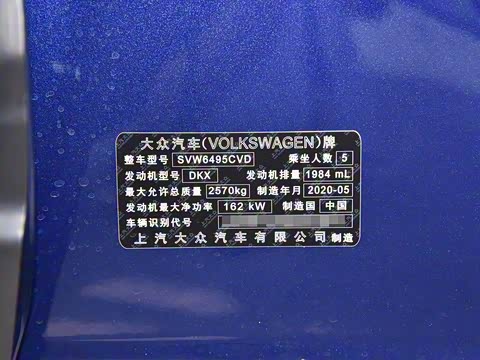 大众汽车(VOLKSWAGEN)牌
整车型号 SVW6495CVD 乘坐人数 5
发动机型号 DKX 发动机排量 1984 mL
最大允许总质量 2570kg 制造年月 2020-05
发动机最大净功率 162 kW 制造国 中国
车辆识别代号
上汽大众汽车有限公司 制造